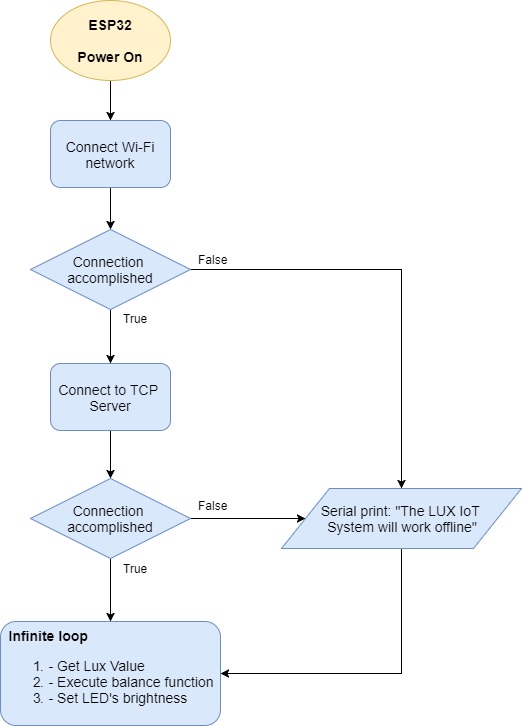 ESP32
Power On
Connect Wi-Fi
network
Connection
accomplished
False
True
Connect to TCP
Server
Connection
accomplished
False
Serial print: "The LUX IoT
System will work offline"
True
Infinite loop
1. - Get Lux Value
2. - Execute balance function
3. - Set LED's brightness